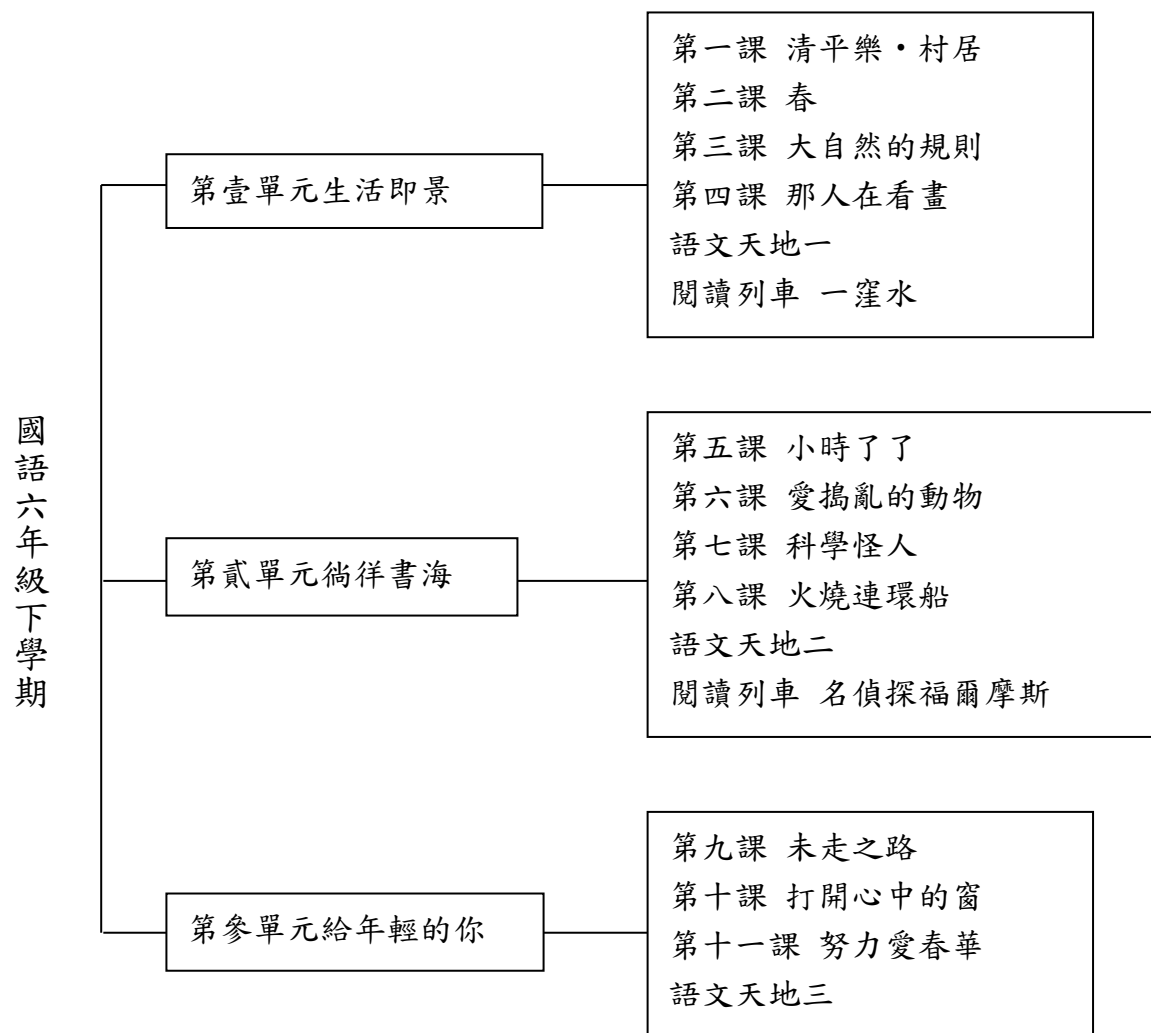 國語六年級下學期
第壹單元生活即景
第一課 清平樂·村居
第二課 春
第三課 大自然的規則
第四課 那人在看畫
語文天地一
閱讀列車 一窪水
第貳單元徜徉書海
第五課 小時了了
第六課 愛搗亂的動物
第七課 科學怪人
第八課 火燒連環船
語文天地二
閱讀列車 名偵探福爾摩斯
第參單元給年輕的你
第九課 未走之路
第十課 打開心中的窗
第十一課 努力愛春華
語文天地三